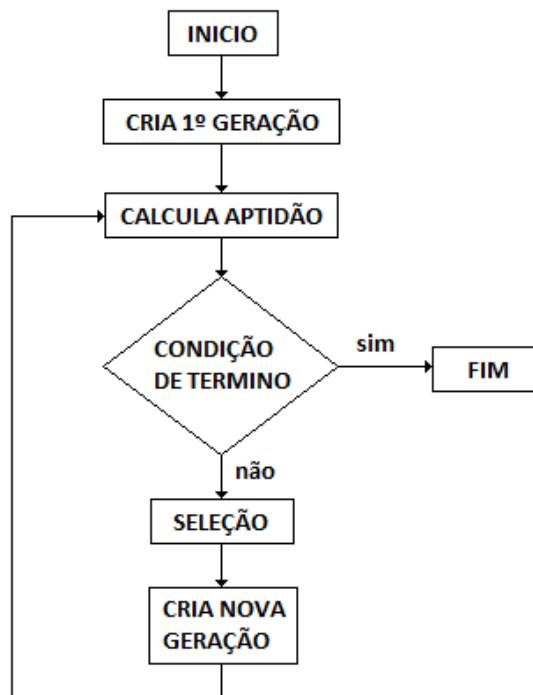 INICIO
CRIA 1º GERAÇÃO
CALCULA APTIDÃO
CONDIÇÃO
DE TERMINO
sim
FIM
não
SELEÇÃO
CRIA NOVA
GERAÇÃO